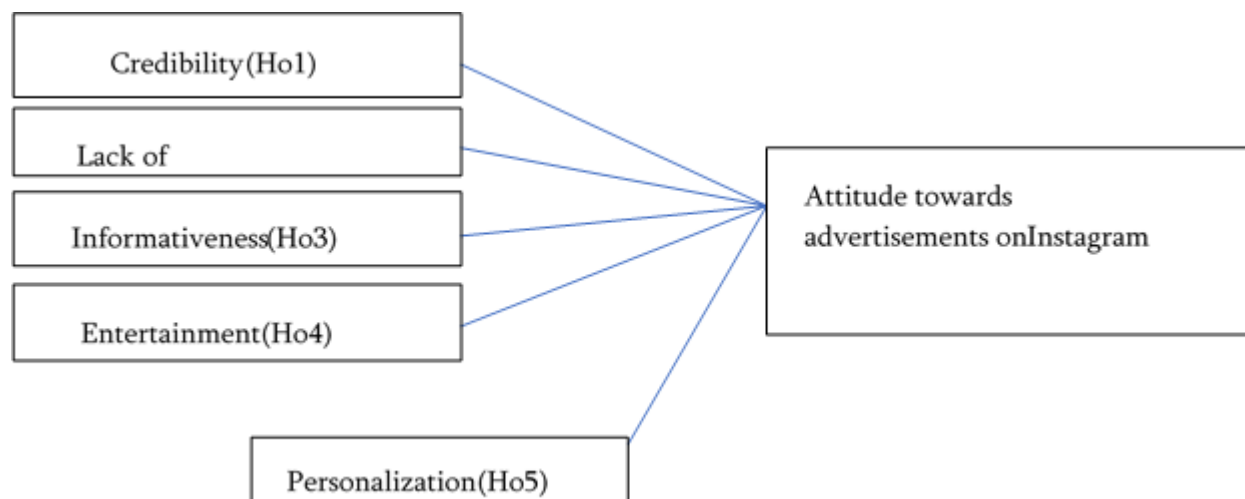 Credibility(Ho1)
Lack of
Informativeness(Ho3)
Entertainment(Ho4)
Personalization(Ho5)
Attitude towards
advertisements onInstagram